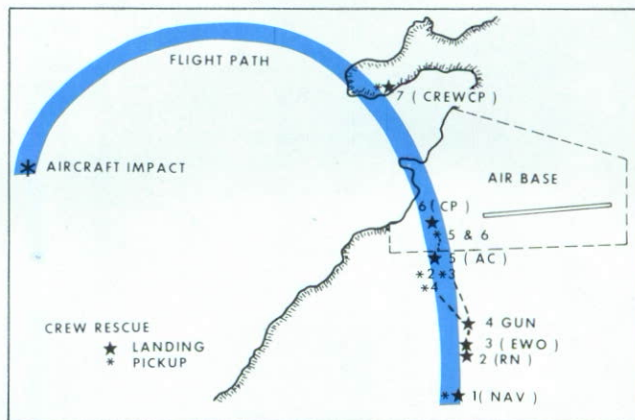 FLIGHT PATH
7 ( CREWCP )
AIRCRAFT IMPACT
AIR BASE
6 ( CP )
5 & 6
5 ( AC )
2 3
4
4 GUN
3 ( EWO )
2 ( RN )
1 ( NAV )
CREW RESCUE
★ LANDING
* PICKUP